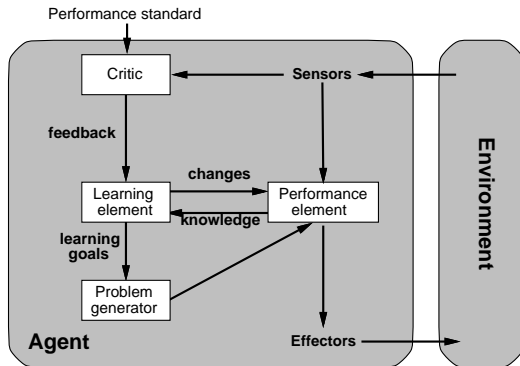 Performance standard
Critic
Sensors
feedback
changes
Learning
element
Performance
element
knowledge
learning
goals
Problem
generator
Agent
Effectors
Environment